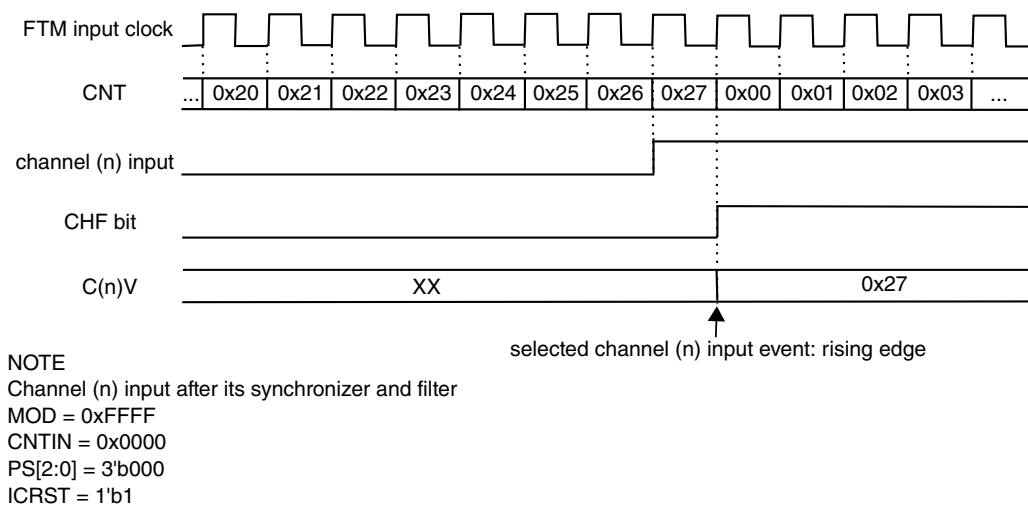 FTM input clock
CNT ... 0x20 0x21 0x22 0x23 0x24 0x25 0x26 0x27 0x00 0x01 0x02 0x03 ...
channel (n) input
CHF bit
C(n)V XX 0x27
selected channel (n) input event: rising edge
NOTE
Channel (n) input after its synchronizer and filter
MOD = 0xFFFF
CNTIN = 0x0000
PS[2:0] = 3'b000
ICRST = 1'b1